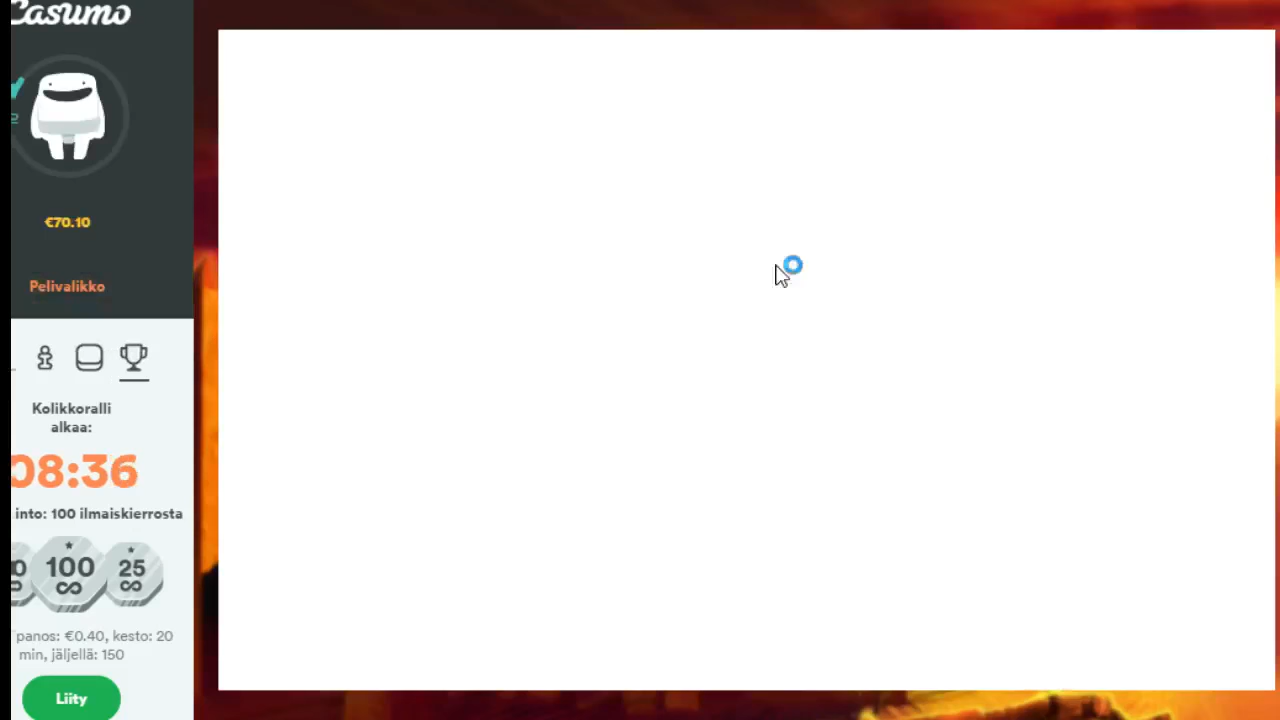 Casumo
€70.10
Pelivalikko
Kolikkoralli
alkaa:
08:36
into: 100 ilmaiskierrosta
100
25
panos: €0.40, kesto: 20
min, jäljellä: 150
Liity